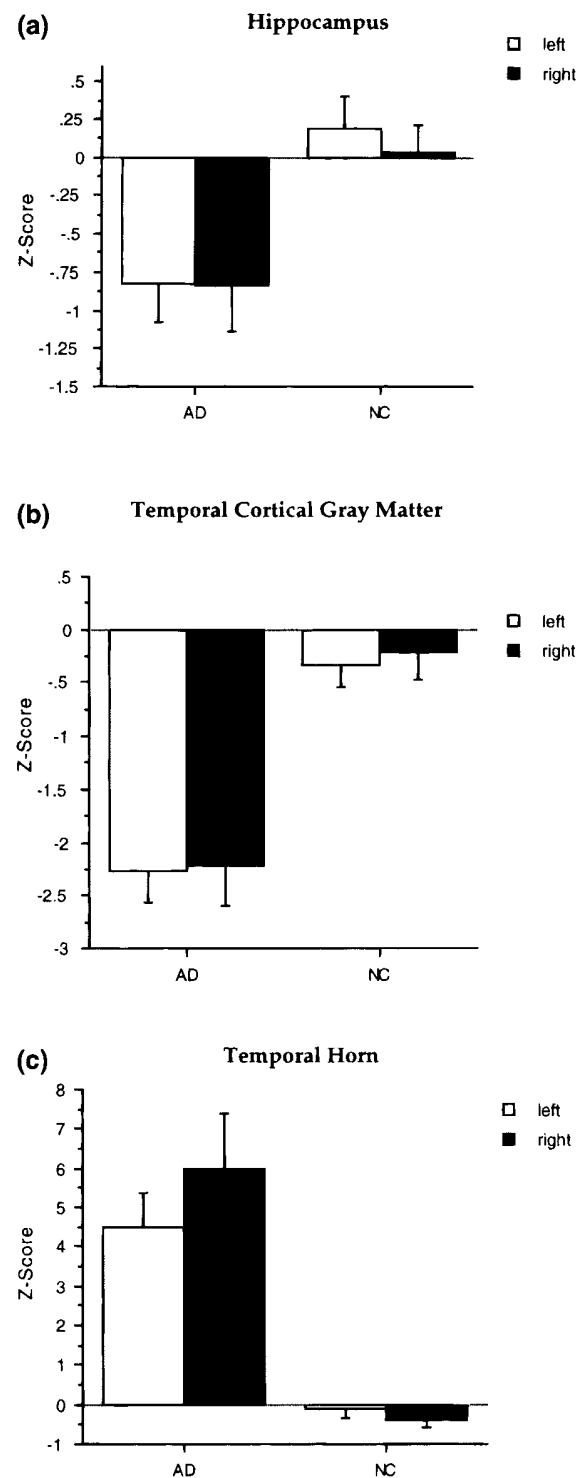 (a)
Hippocampus
left
right
.5
.25
0
-.25
-.5
-.75
-1
-1.25
-1.5
Z-Score
AD NC
(b)
Temporal Cortical Gray Matter
left
right
.5
0
-.5
-1
-1.5
-2
-2.5
-3
Z-Score
AD NC
(c)
Temporal Horn
left
right
8
7
6
5
4
3
2
1
0
-1
Z-Score
AD NC